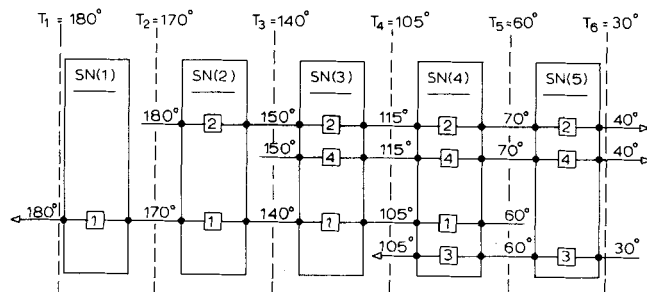 T1 = 180° T2 = 170° T3 = 140° T4 = 105° T5 = 60° T6 = 30°
SN(1) SN(2) SN(3) SN(4) SN(5)
180° 2 150° 2 115° 2 70° 2 40°
150° 4 115° 4 70° 4 40°
180° 1 170° 1 140° 1 105° 1 60°
105° 3 60° 3 30°